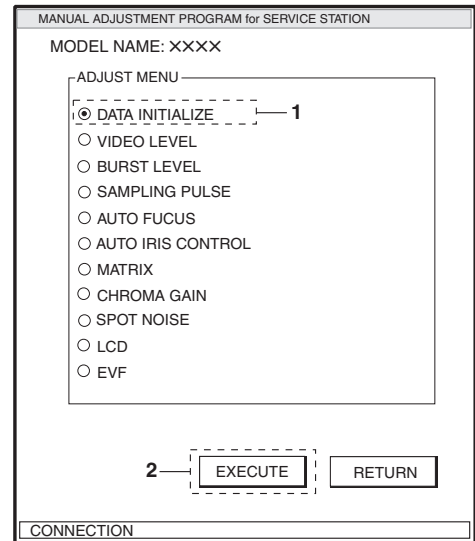 MANUAL ADJUSTMENT PROGRAM for SERVICE STATION
MODEL NAME: ××××
ADJUST MENU
DATA INITIALIZE
1
VIDEO LEVEL
BURST LEVEL
SAMPLING PULSE
AUTO FUCUS
AUTO IRIS CONTROL
MATRIX
CHROMA GAIN
SPOT NOISE
LCD
EVF
2
EXECUTE
RETURN
CONNECTION